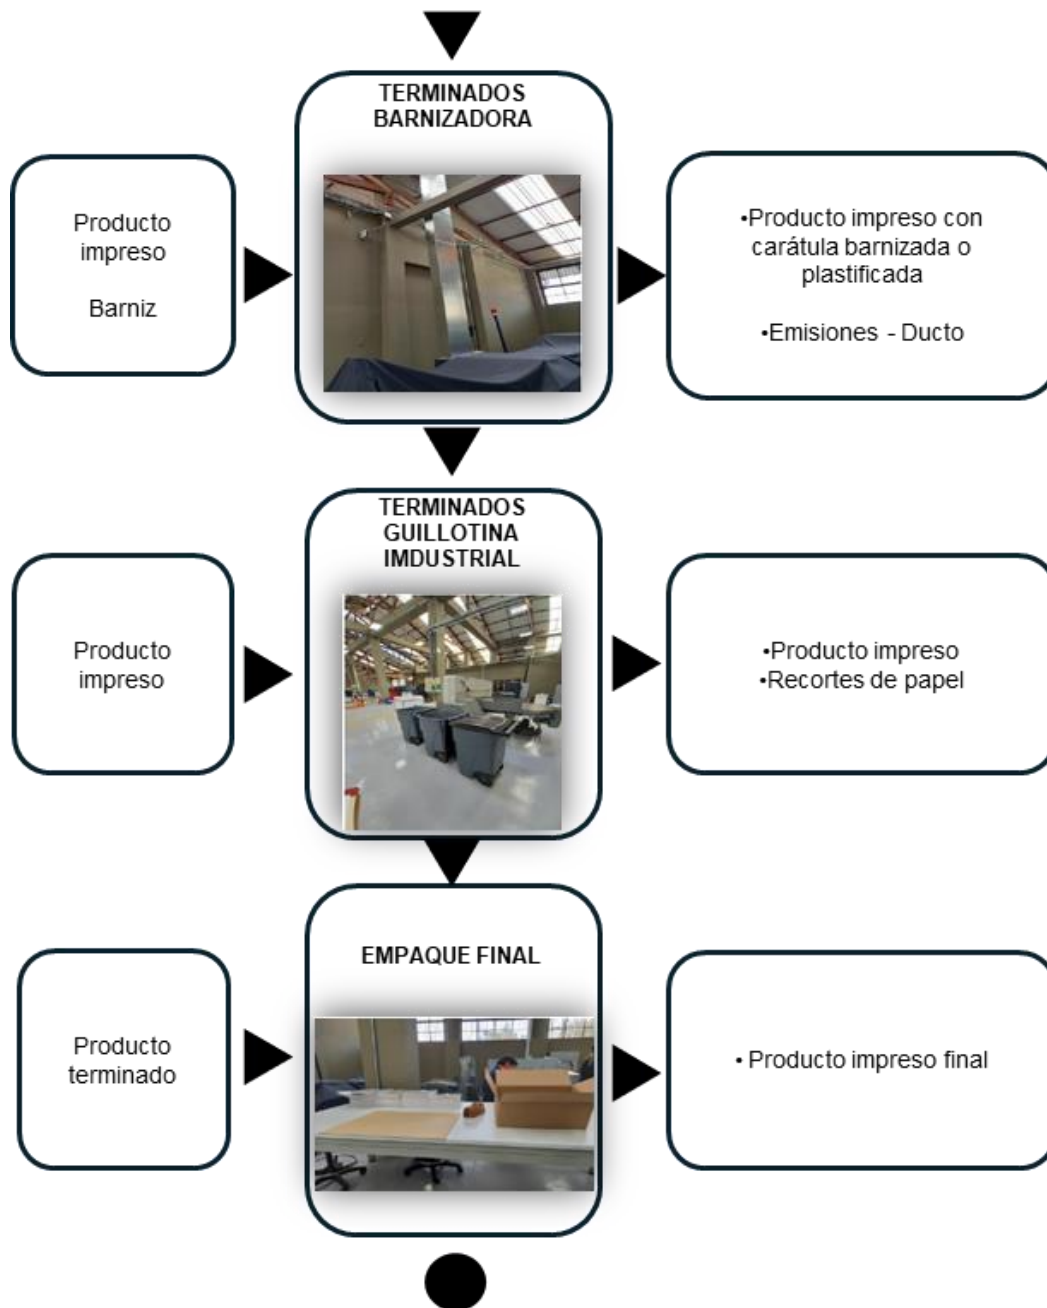 TERMINADOS
BARNIZADORA
Producto
impreso
Barniz
•Producto impreso con
carátula barnizada o
plastificada
•Emisiones - Ducto
TERMINADOS
GUILLOTINA
IMDUSTRIAL
Producto
impreso
•Producto impreso
•Recortes de papel
EMPAQUE FINAL
Producto
terminado
• Producto impreso final